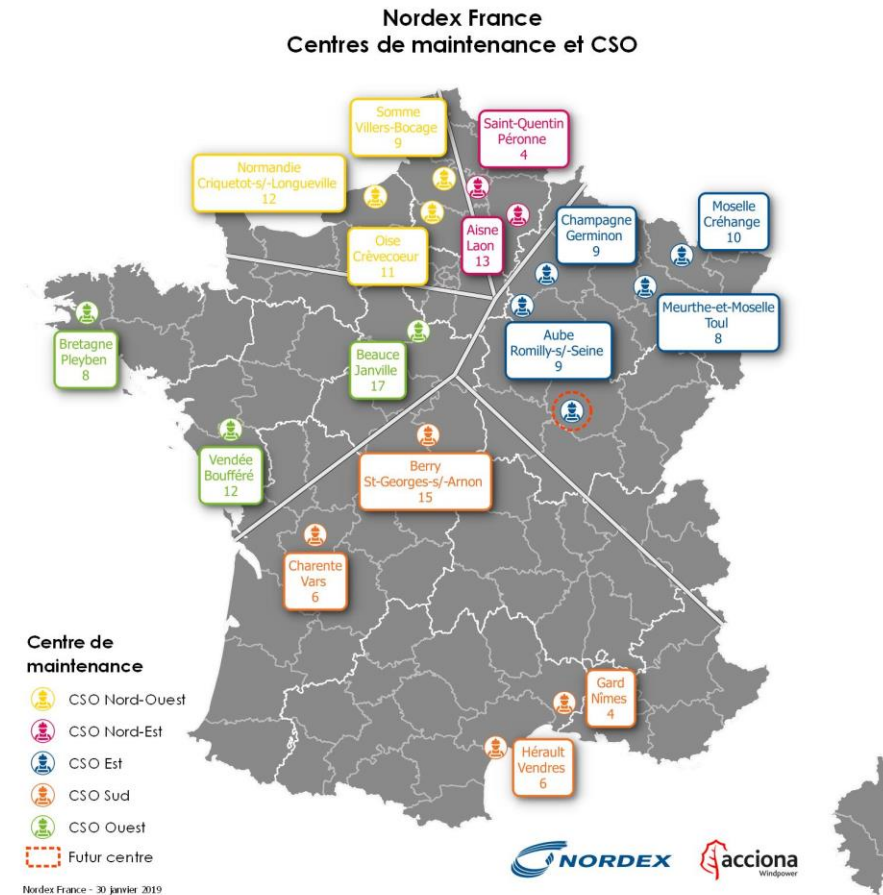 Nordex France
Centres de maintenance et CSO
Somme
Villers-Bocage
9
Saint-Quentin
Péronne
4
Normandie
Criquetot-s/-Longueville
12
Oise
Crèvecoeur
11
Aisne
Laon
13
Champagne
Germinon
9
Moselle
Créhange
10
Meurthe-et-Moselle
Toul
8
Aube
Romilly-s/-Seine
9
Bretagne
Pleyben
8
Beauce
Janville
17
Vendée
Boufféré
12
Berry
St-Georges-s/-Arnon
15
Charente
Vars
6
Gard
Nîmes
4
Hérault
Vendres
6
Centre de
maintenance
CSO Nord-Ouest
CSO Nord-Est
CSO Est
CSO Sud
CSO Ouest
Futur centre
NORDEX
acciona
Windpower
Nordex France - 30 janvier 2019